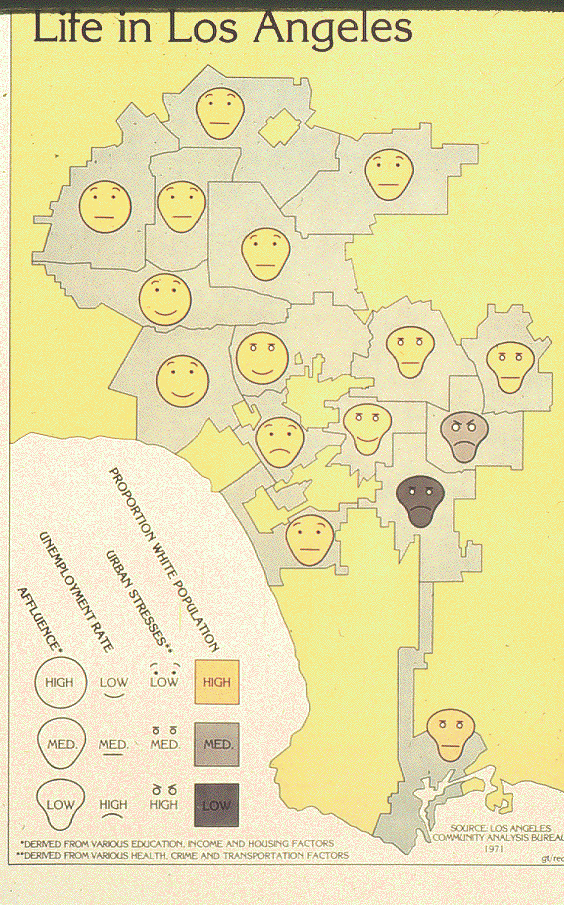 Life in Los Angeles
PROPORTION WHITE POPULATION
URBAN STRESSES**
UNEMPLOYMENT RATE
AFFLUENCE*
HIGH LOW LOW HIGH
MED. MED. MED. MED.
LOW HIGH HIGH LOW
*DERIVED FROM VARIOUS EDUCATION, INCOME AND HOUSING FACTORS
**DERIVED FROM VARIOUS HEALTH, CRIME AND TRANSPORTATION FACTORS
SOURCE: LOS ANGELES
COMMUNITY ANALYSIS BUREAU
1971